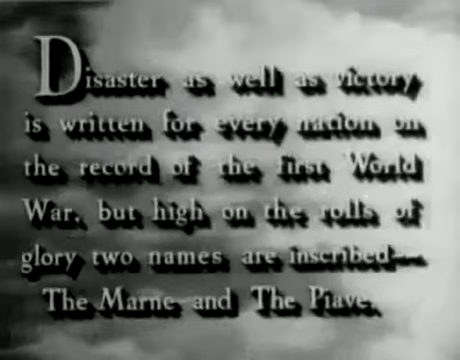 Disaster as well as victory
is written for every nation on
the record of the first World
War, but high on the rolls of
glory two names are inscribed—
The Marne and The Piave.